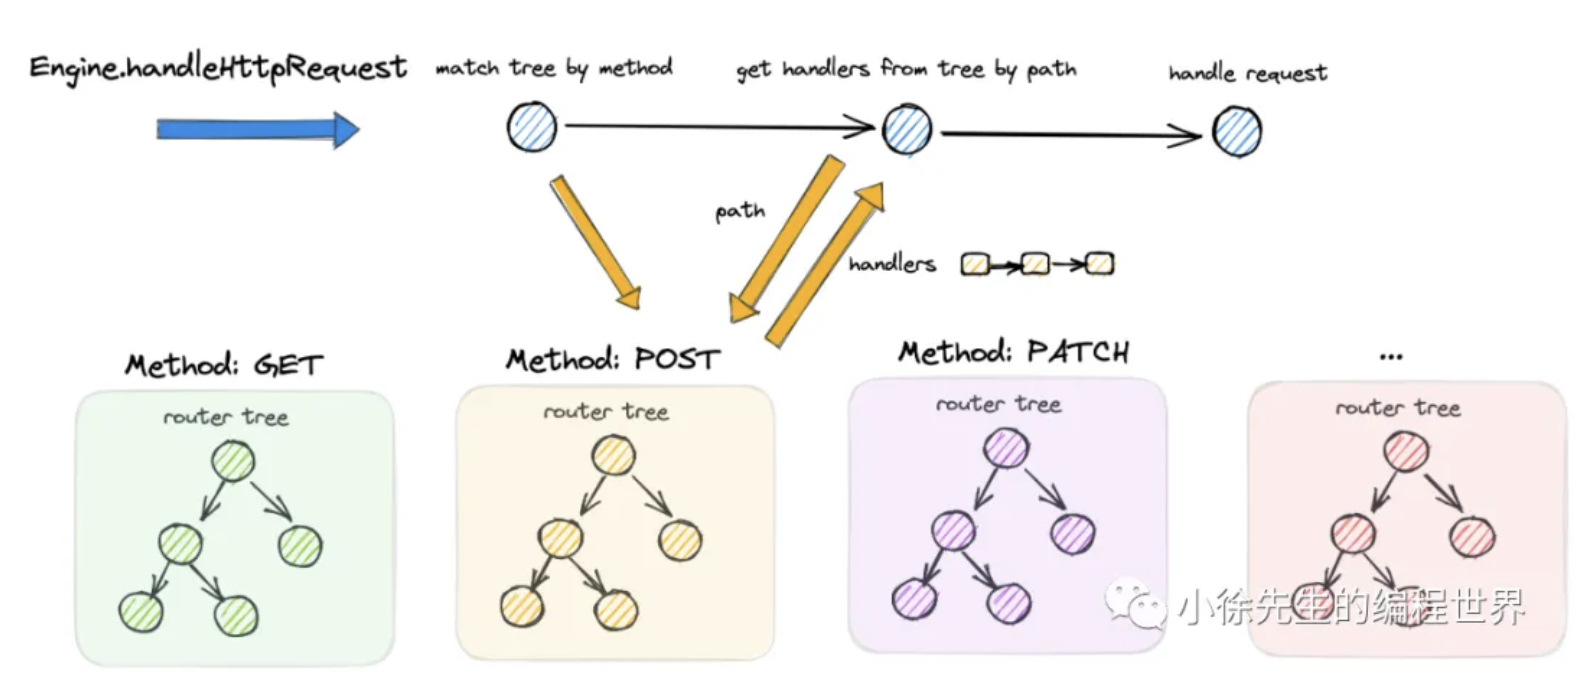 Engine.handleHttpRequest
match tree by method
get handlers from tree by path
handle request
path
handlers
Method: GET
Method: POST
Method: PATCH
...
router tree
router tree
router tree
router tree
小徐先生的编程世界